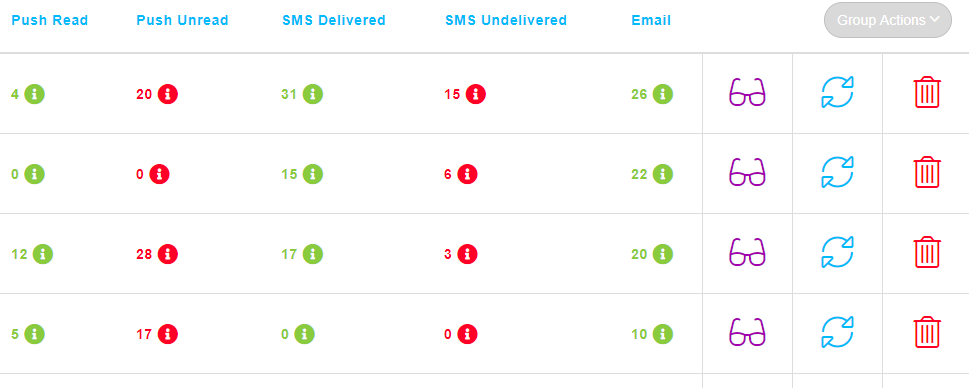 Push Read Push Unread SMS Delivered SMS Undelivered Email Group Actions
4 20 31 15 26
0 0 15 6 22
12 28 17 3 20
5 17 0 0 10